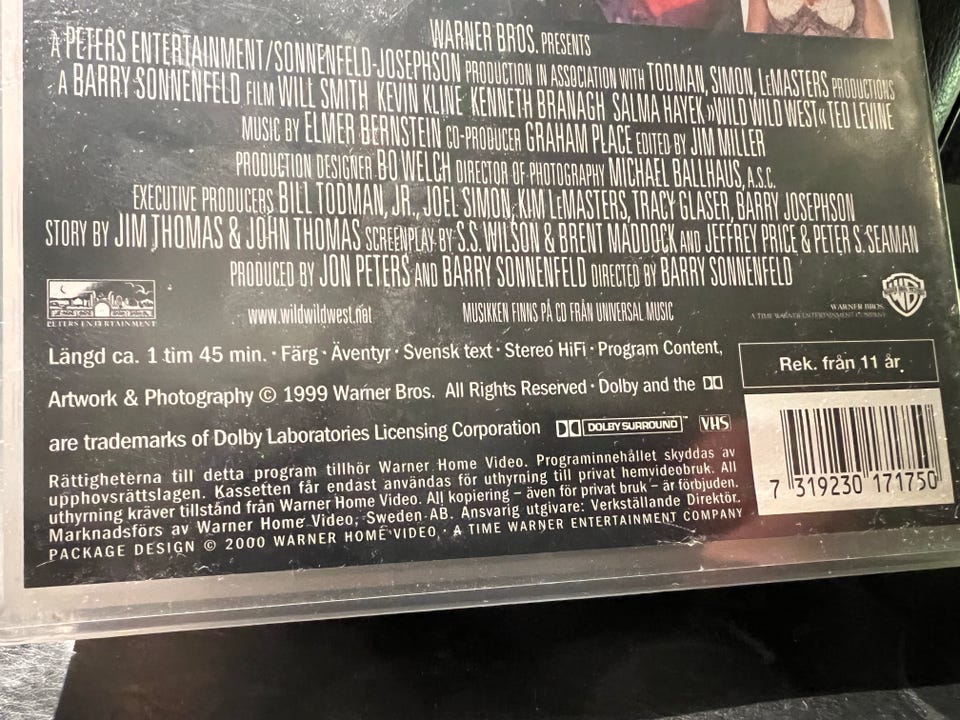 WARNER BROS. PRESENTS
A PETERS ENTERTAINMENT/SONNENFELD-JOSEPHSON PRODUCTION IN ASSOCIATION WITH TODMAN, SIMON, LeMASTERS PRODUCTIONS
A BARRY SONNENFELD FILM WILL SMITH KEVIN KLINE KENNETH BRANAGH SALMA HAYEK »WILD WILD WEST« TED LEVINE
MUSIC BY ELMER BERNSTEIN CO-PRODUCER GRAHAM PLACE EDITED BY JIM MILLER
PRODUCTION DESIGNER BO WELCH DIRECTOR OF PHOTOGRAPHY MICHAEL BALLHAUS, A.S.C.
EXECUTIVE PRODUCERS BILL TODMAN, JR., JOEL SIMON, KIM LeMASTERS, TRACY GLASER, BARRY JOSEPHSON
STORY BY JIM THOMAS & JOHN THOMAS SCREENPLAY BY S.S. WILSON & BRENT MADDOCK AND JEFFREY PRICE & PETER S. SEAMAN
PRODUCED BY JON PETERS AND BARRY SONNENFELD DIRECTED BY BARRY SONNENFELD
PETERS ENTERTAINMENT
www.wildwildwest.net
MUSIKKEN FINNS PÅ CD FRÅN UNIVERSAL MUSIC
WB
WARNER BROS.
A TIME WARNER ENTERTAINMENT COMPANY
Längd ca. 1 tim 45 min. · Färg · Äventyr · Svensk text · Stereo HiFi · Program Content,
Artwork & Photography © 1999 Warner Bros. All Rights Reserved · Dolby and the
are trademarks of Dolby Laboratories Licensing Corporation DOLBY SURROUND VHS
Rek. från 11 år.
7 319230 171750
Rättigheterna till detta program tillhör Warner Home Video. Programinnehållet skyddas av
upphovsrättslagen. Kassetten får endast användas för uthyrning till privat hemvideobruk. All
uthyrning kräver tillstånd från Warner Home Video. All kopiering – även för privat bruk – är förbjuden.
Marknadsförs av Warner Home Video, Sweden AB. Ansvarig utgivare: Verkställande Direktör.
PACKAGE DESIGN © 2000 WARNER HOME VIDEO · A TIME WARNER ENTERTAINMENT COMPANY